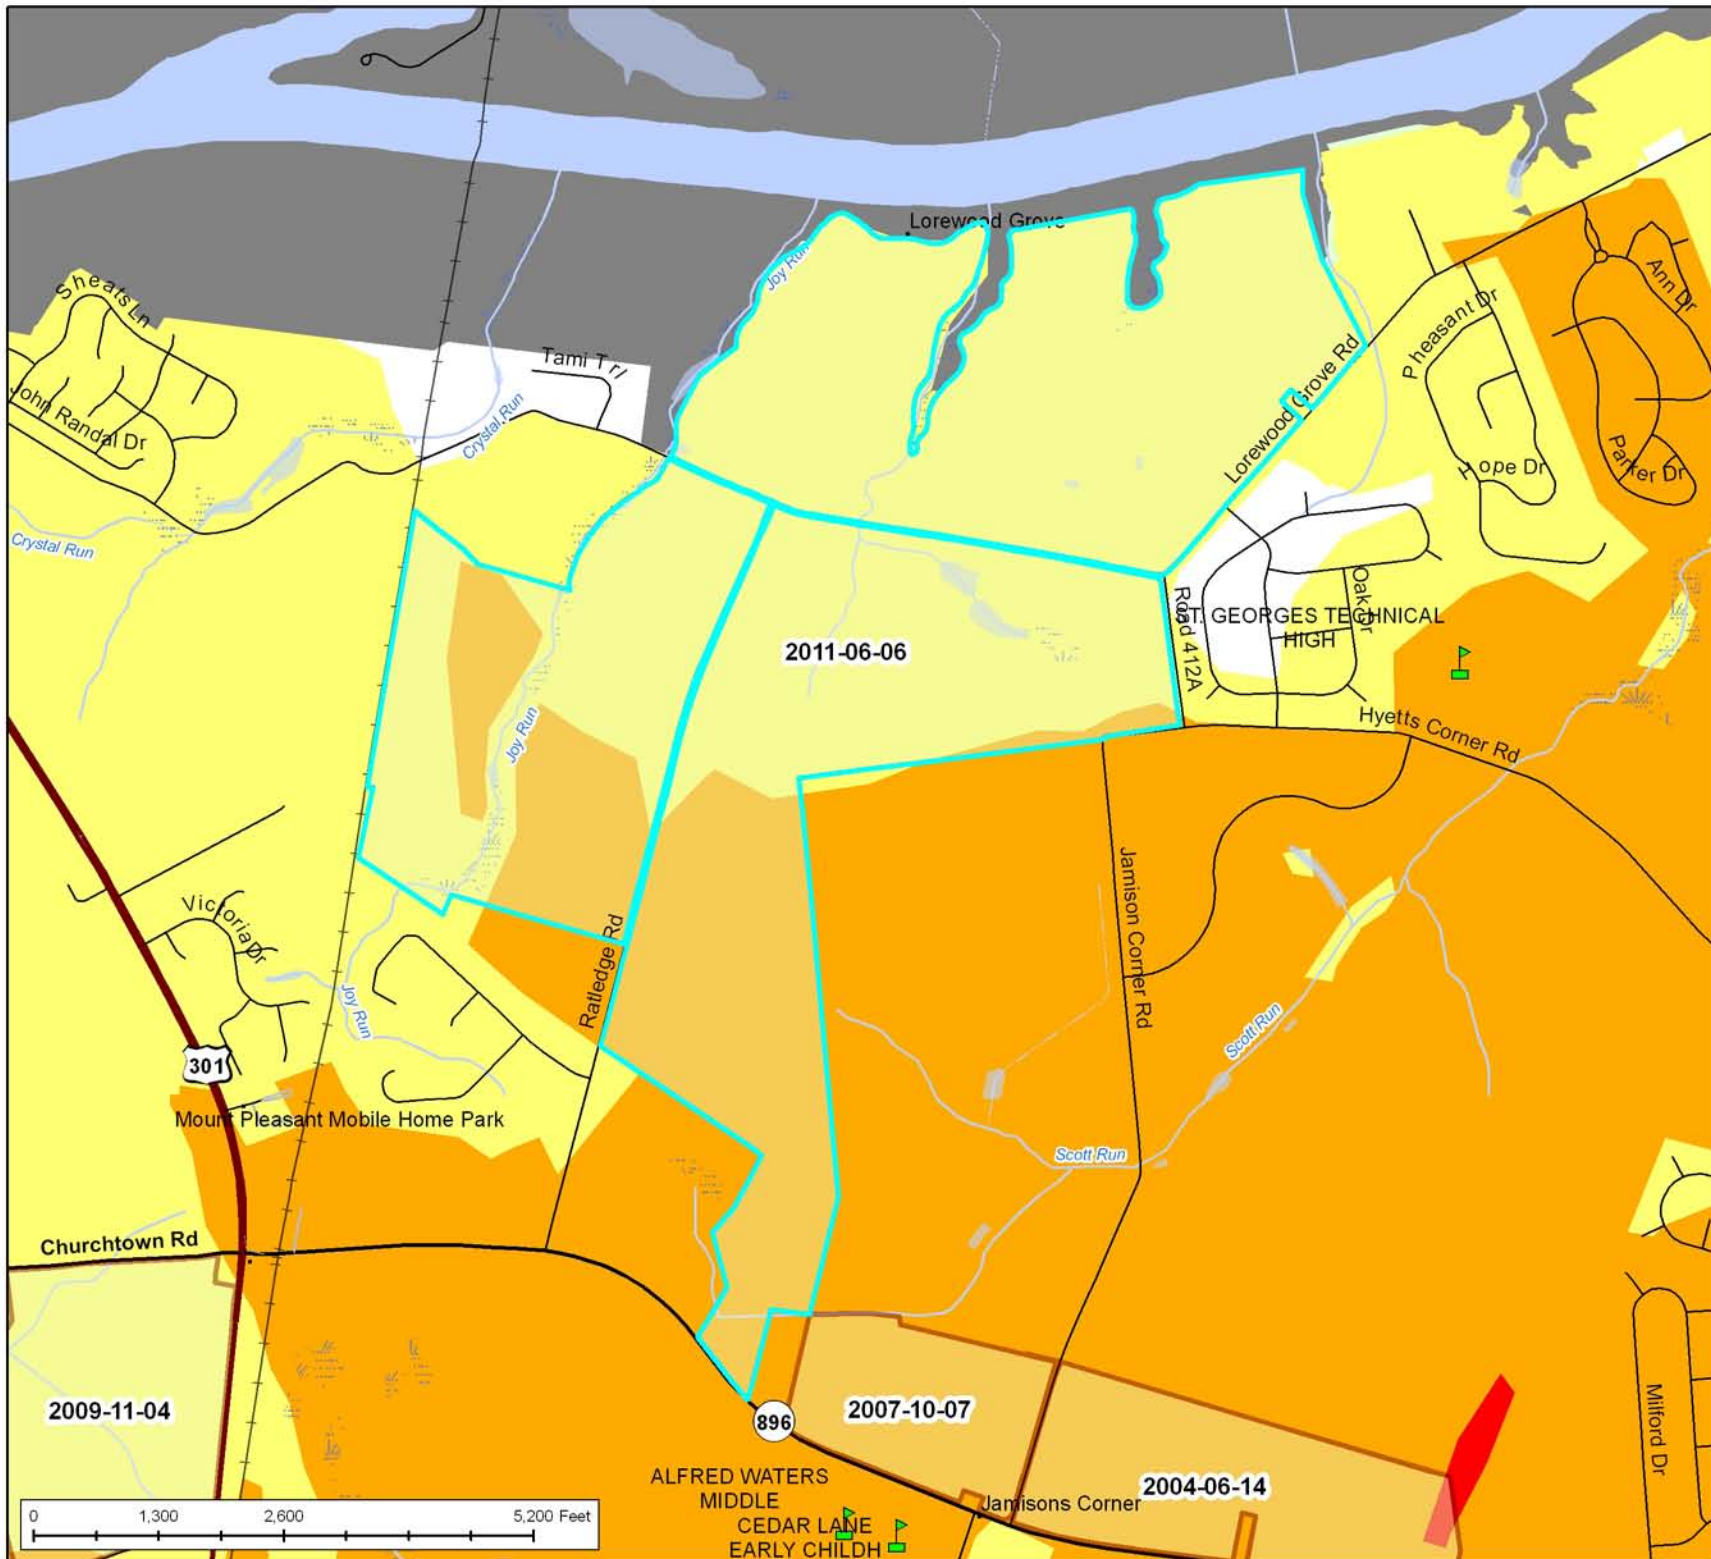 Lorewood Grove
Joy Run
Sheats Ln
Ann Dr
Pheasant Dr
Tami Trl
Lorewood Grove Rd
John Randal Dr
Crystal Run
Parker Dr
Hope Dr
Crystal Run
Oak Dr
Road 412A
ST. GEORGES TECHNICAL
HIGH
2011-06-06
Joy Run
Hyetts Corner Rd
Victoria Dr
Jamison Corner Rd
Ratledge Rd
Joy Run
Scott Run
301
Mount Pleasant Mobile Home Park
Scott Run
Churchtown Rd
2009-11-04
2007-10-07
896
Milford Dr
ALFRED WATERS
MIDDLE
2004-06-14
Jamisons Corner
CEDAR LANE
EARLY CHILDH
0 1,300 2,600 5,200 Feet